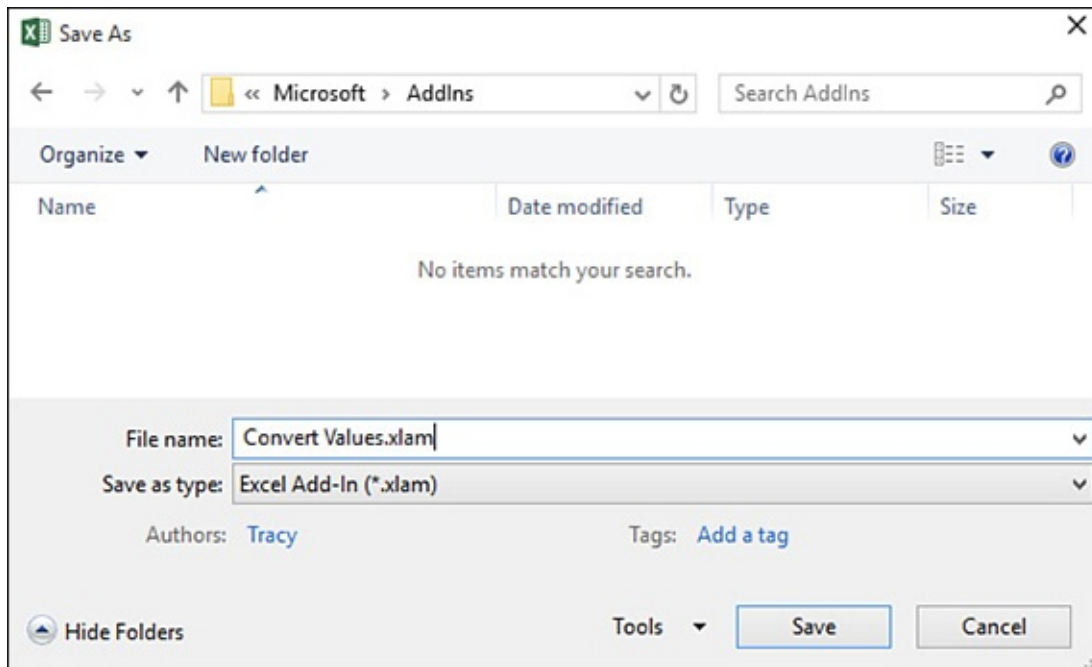 Save As
« Microsoft › AddIns Search AddIns
Organize New folder
Name Date modified Type Size
No items match your search.
File name: Convert Values.xlam
Save as type: Excel Add-In (*.xlam)
Authors: Tracy Tags: Add a tag
Hide Folders Tools Save Cancel